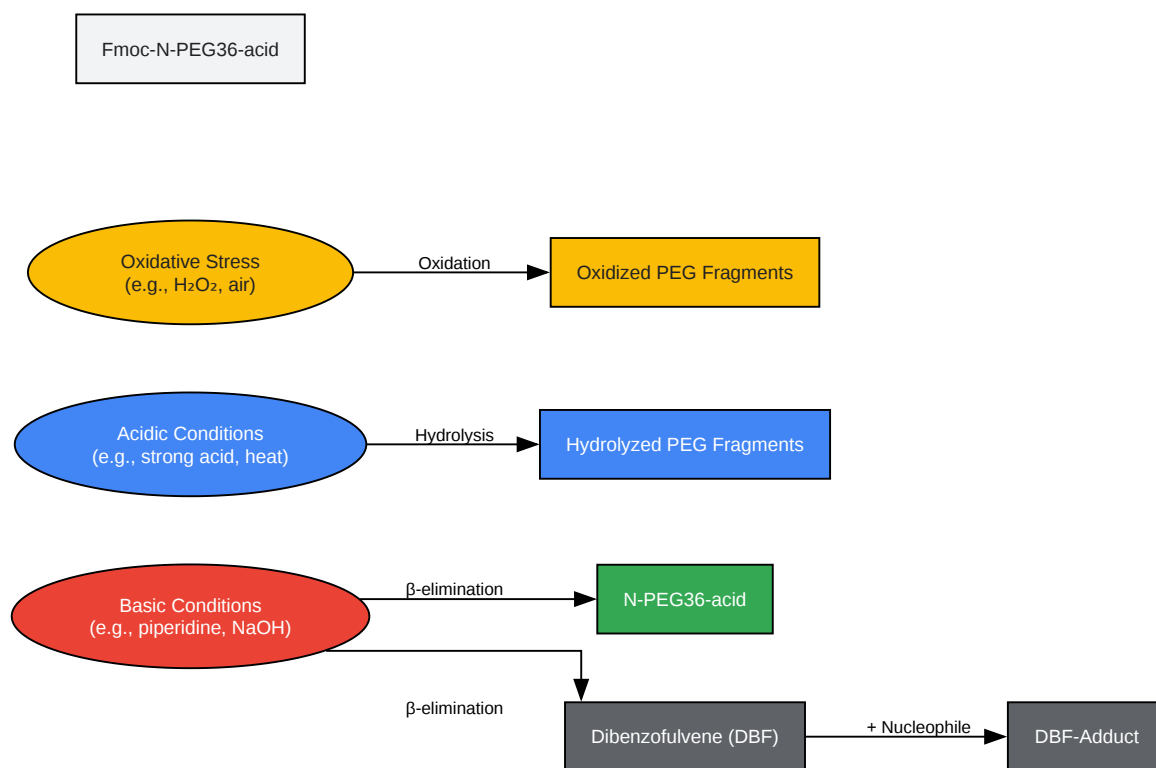 Fmoc-N-PEG36-acid
Oxidative Stress
(e.g., H₂O₂, air)
Oxidation
Oxidized PEG Fragments
Acidic Conditions
(e.g., strong acid, heat)
Hydrolysis
Hydrolyzed PEG Fragments
Basic Conditions
(e.g., piperidine, NaOH)
β-elimination
N-PEG36-acid
β-elimination
Dibenzofulvene (DBF)
+ Nucleophile
DBF-Adduct